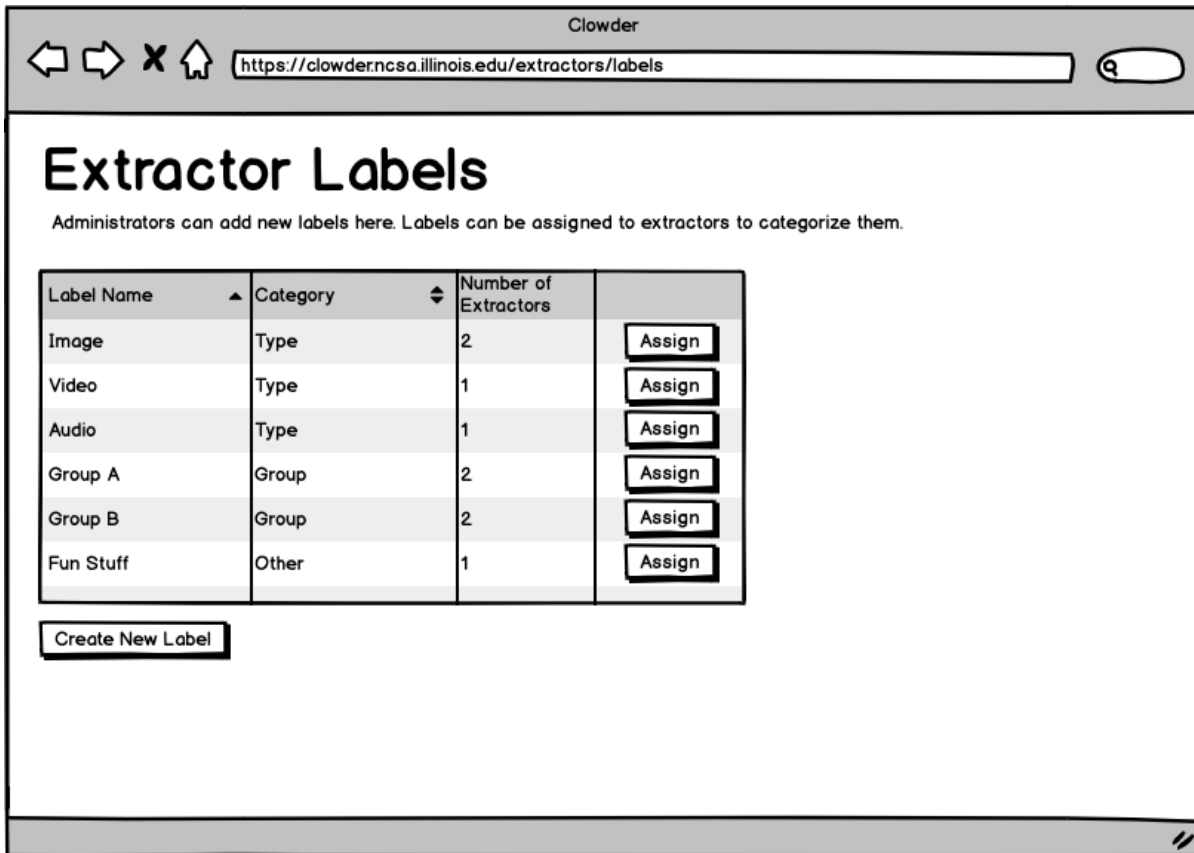 Clowder
https://clowder.ncsa.illinois.edu/extractors/labels
Extractor Labels
Administrators can add new labels here. Labels can be assigned to extractors to categorize them.
Label Name Category Number of
Extractors
Image Type 2 Assign
Video Type 1 Assign
Audio Type 1 Assign
Group A Group 2 Assign
Group B Group 2 Assign
Fun Stuff Other 1 Assign
Create New Label